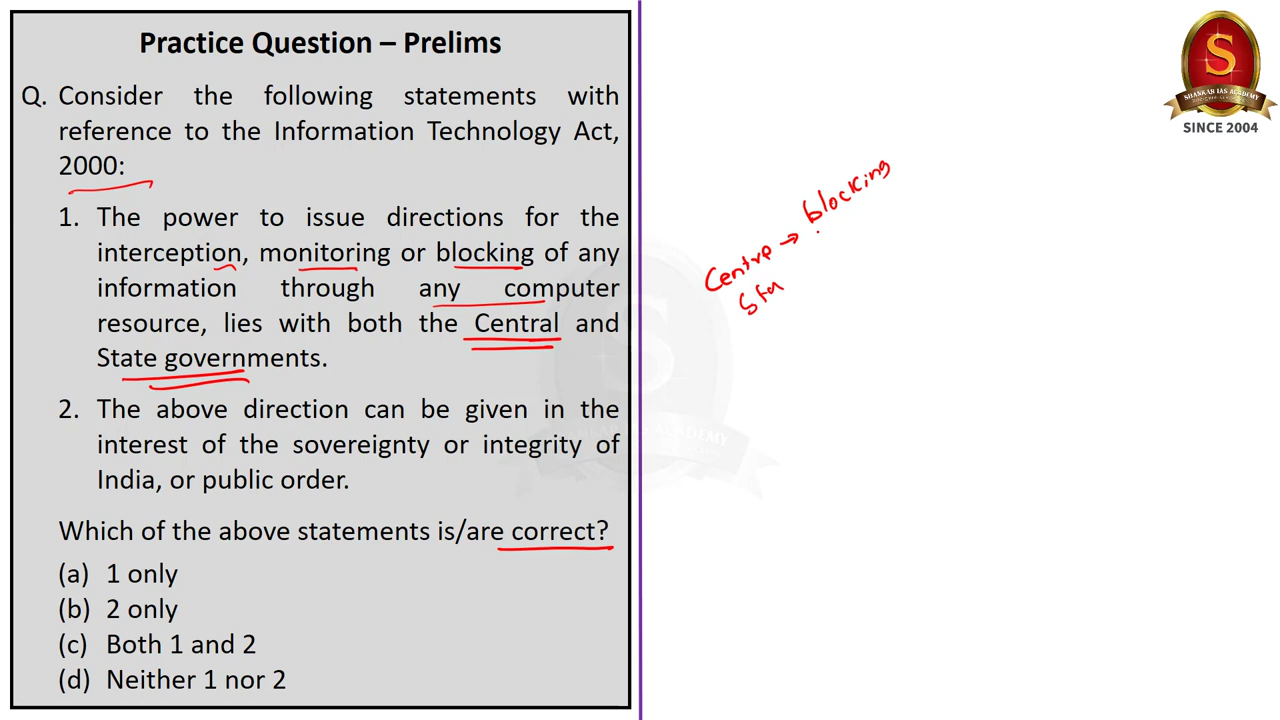 Practice Question – Prelims
Q. Consider the following statements with
reference to the Information Technology Act,
2000:
1. The power to issue directions for the
interception, monitoring or blocking of any
information through any computer
resource, lies with both the Central and
State governments.
2. The above direction can be given in the
interest of the sovereignty or integrity of
India, or public order.
Which of the above statements is/are correct?
(a) 1 only
(b) 2 only
(c) Both 1 and 2
(d) Neither 1 nor 2
Centre → blocking
Sta
S
SHANKAR IAS ACADEMY
SINCE 2004